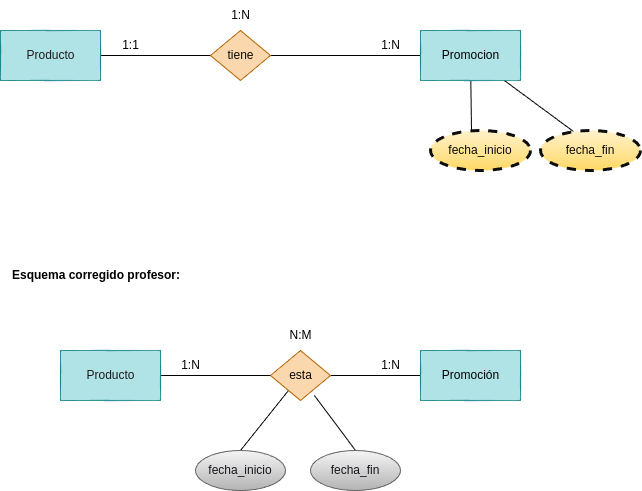 1:N
Producto
1:1
tiene
1:N
Promocion
fecha_inicio
fecha_fin
Esquema corregido profesor:
N:M
Producto
1:N
esta
1:N
Promoción
fecha_inicio
fecha_fin